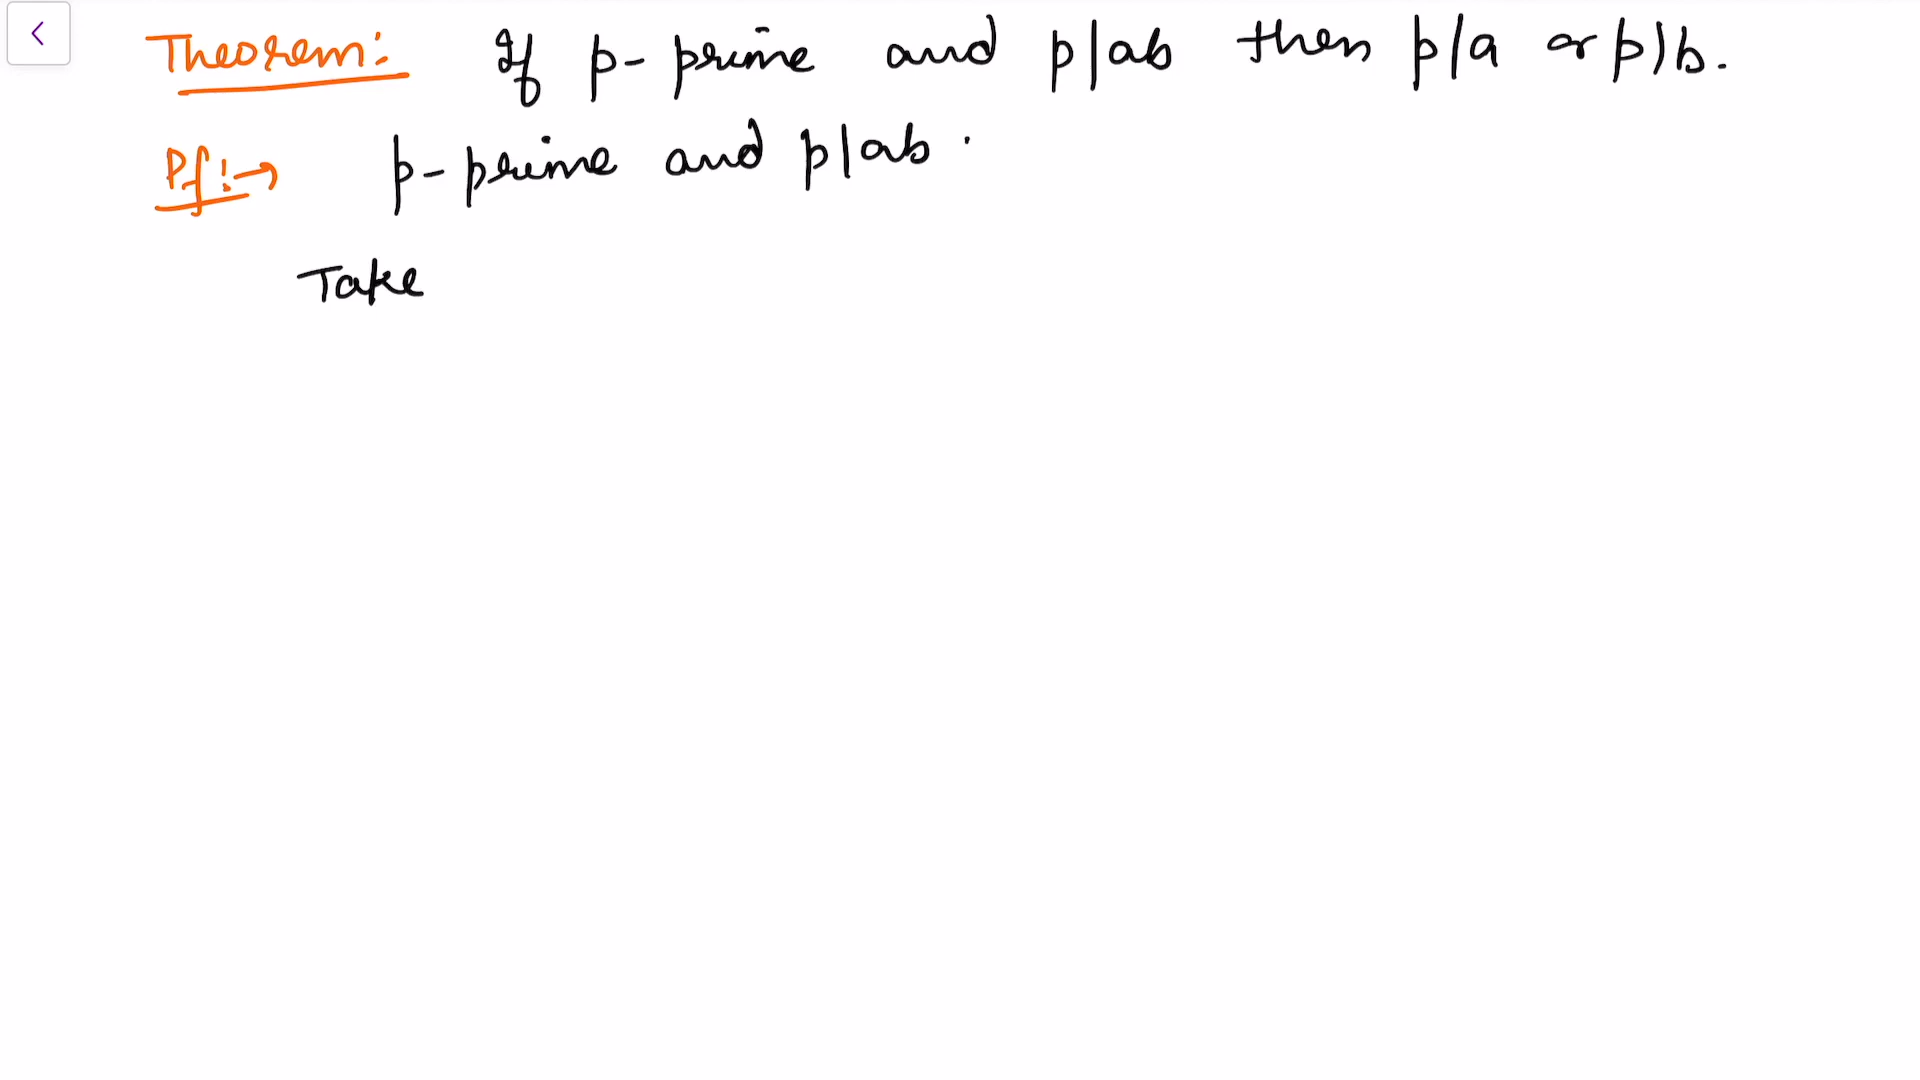 Theorem: If p- prime and p|ab then p|a or p|b.
Pf:→ p-prime and p|ab.
Take